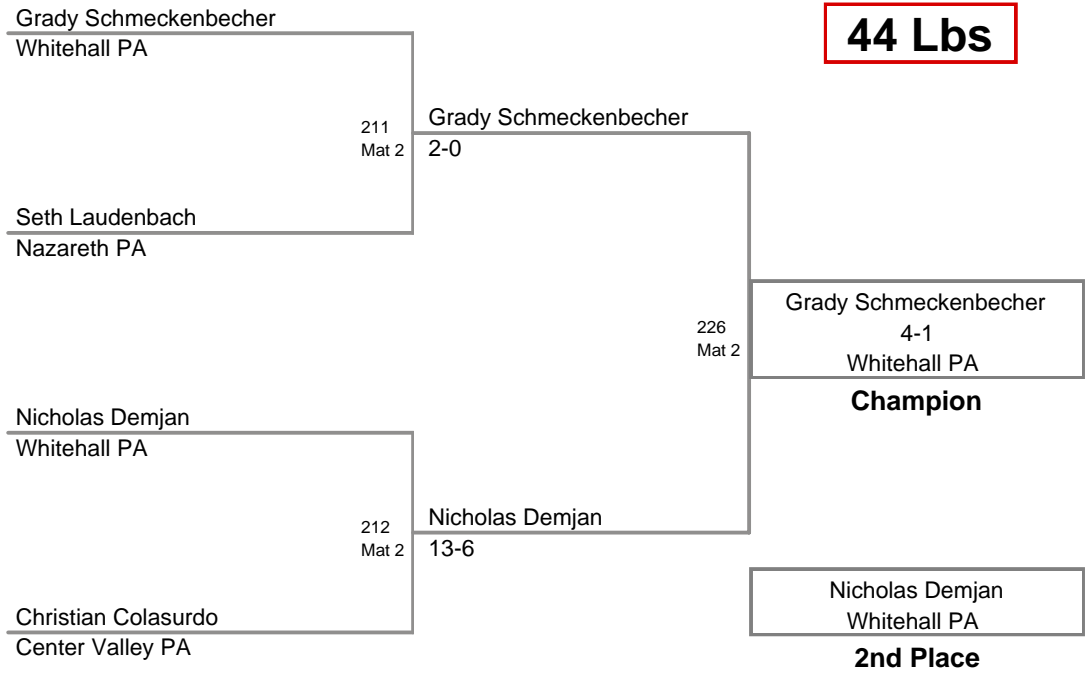 Grady Schmeckenbecher
Whitehall PA
44 Lbs
211
Mat 2
Grady Schmeckenbecher
2-0
Seth Laudenbach
Nazareth PA
226
Mat 2
Grady Schmeckenbecher
4-1
Whitehall PA
Champion
Nicholas Demjan
Whitehall PA
212
Mat 2
Nicholas Demjan
13-6
Christian Colasurdo
Center Valley PA
Nicholas Demjan
Whitehall PA
2nd Place